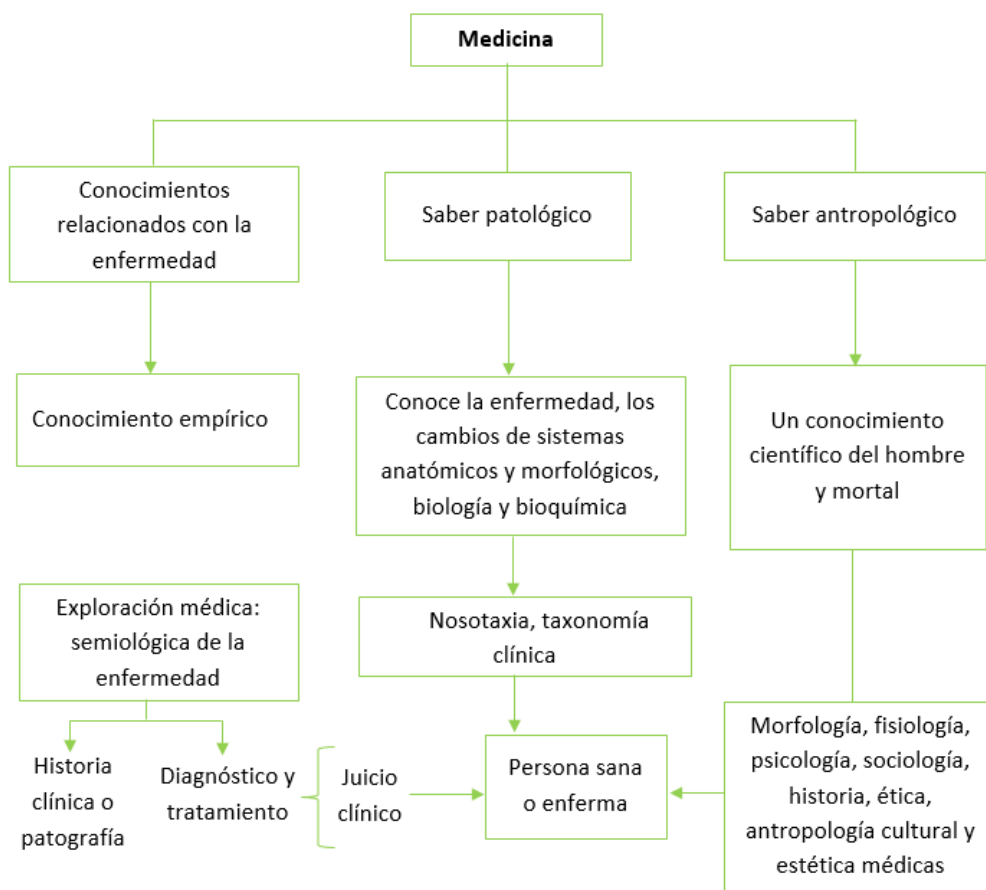 Medicina
Conocimientos
relacionados con la
enfermedad
Saber patológico
Saber antropológico
Conocimiento empírico
Conoce la enfermedad, los
cambios de sistemas
anatómicos y morfológicos,
biología y bioquímica
Un conocimiento
científico del hombre
y mortal
Exploración médica:
semiológica de la
enfermedad
Nosotaxia, taxonomía
clínica
Historia
clínica o
patografía
Diagnóstico y
tratamiento
Juicio
clínico
Persona sana
o enferma
Morfología, fisiología,
psicología, sociología,
historia, ética,
antropología cultural y
estética médicas